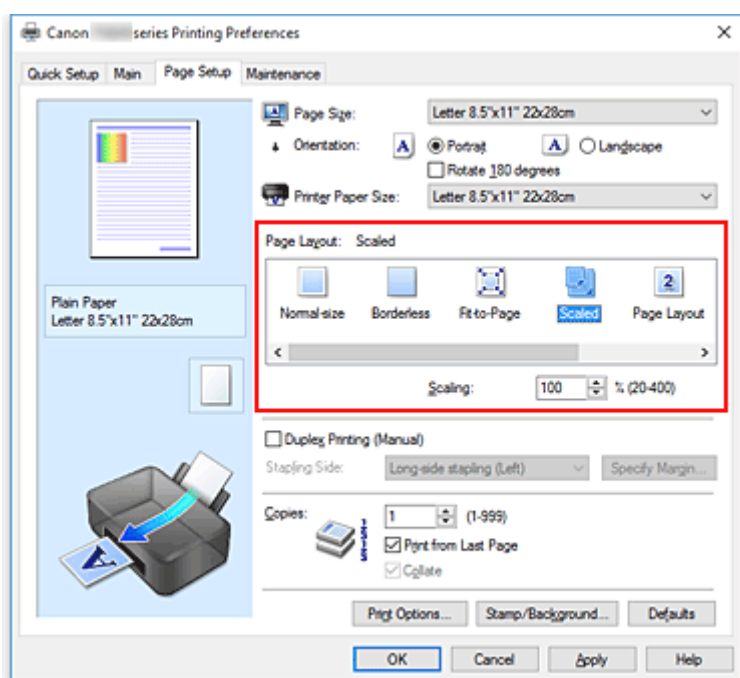 Canon series Printing Preferences
Quick Setup Main Page Setup Maintenance
Page Size: Letter 8.5"x11" 22x28cm
Orientation: A Portrait A Landscape
Rotate 180 degrees
Printer Paper Size: Letter 8.5"x11" 22x28cm
Page Layout: Scaled
2
Normal-size Borderless Fit-to-Page Scaled Page Layout
Scaling: 100 % (20-400)
Plain Paper
Letter 8.5"x11" 22x28cm
Duplex Printing (Manual)
Stapling Side: Long-side stapling (Left) Specify Margin...
Copies: 1 (1-999)
Print from Last Page
Collate
A
Print Options... Stamp/Background... Defaults
OK Cancel Apply Help